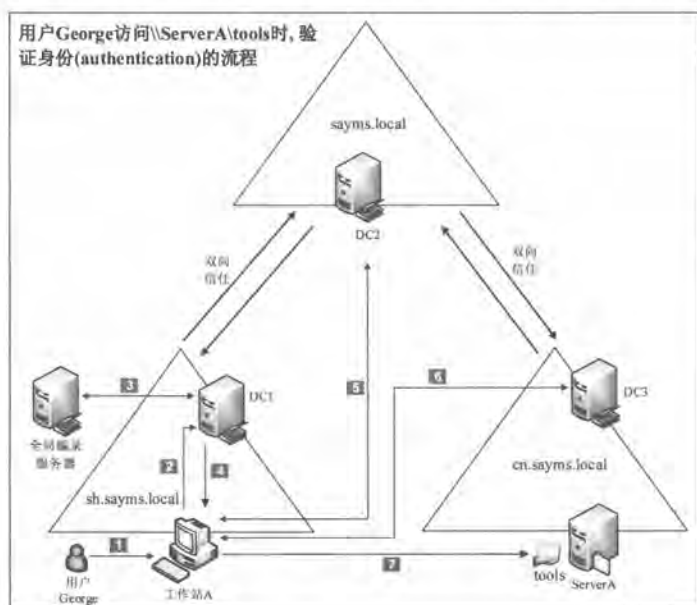 用户George访问\\ServerA\tools时, 验
证身份(authentication)的流程
sayms.local
DC2
双向
信任
双向
信任
3
DC1
5
6
DC3
全局编录
服务器
2
4
sh.sayms.local
cn.sayms.local
1
7
用户
George
工作站A
tools
ServerA